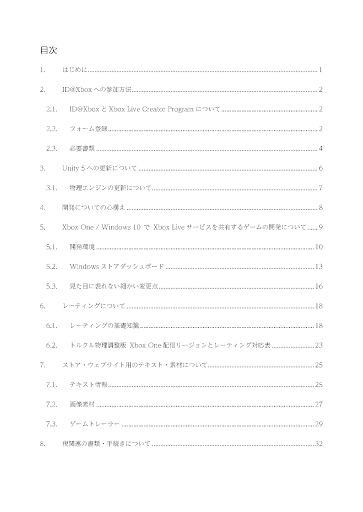 目次
1. はじめに 1
2. ID@Xbox への参加方法 2
2.1. ID@Xbox と Xbox Live Creator Program について 2
2.2. フォーム登録 2
2.3. 必要書類 4
3. Unity 5 への更新について 6
3.1. 物理エンジンの更新について 7
4. 開発についての心構え 8
5. Xbox One / Windows 10 で Xbox Live サービスを共有するゲームの開発について 9
5.1. 開発環境 10
5.2. Windows ストアダッシュボード 13
5.3. 見た目に表れない細かい変更点 16
6. レーティングについて 18
6.1. レーティングの基礎知識 18
6.2. トルクル物理調整版 Xbox One 配信リージョンとレーティング対応表 23
7. ストア・ウェブサイト用のテキスト・素材について 25
7.1. テキスト情報 25
7.2. 画像素材 27
7.3. ゲームトレーラー 29
8. 税関連の書類・手続きについて 32